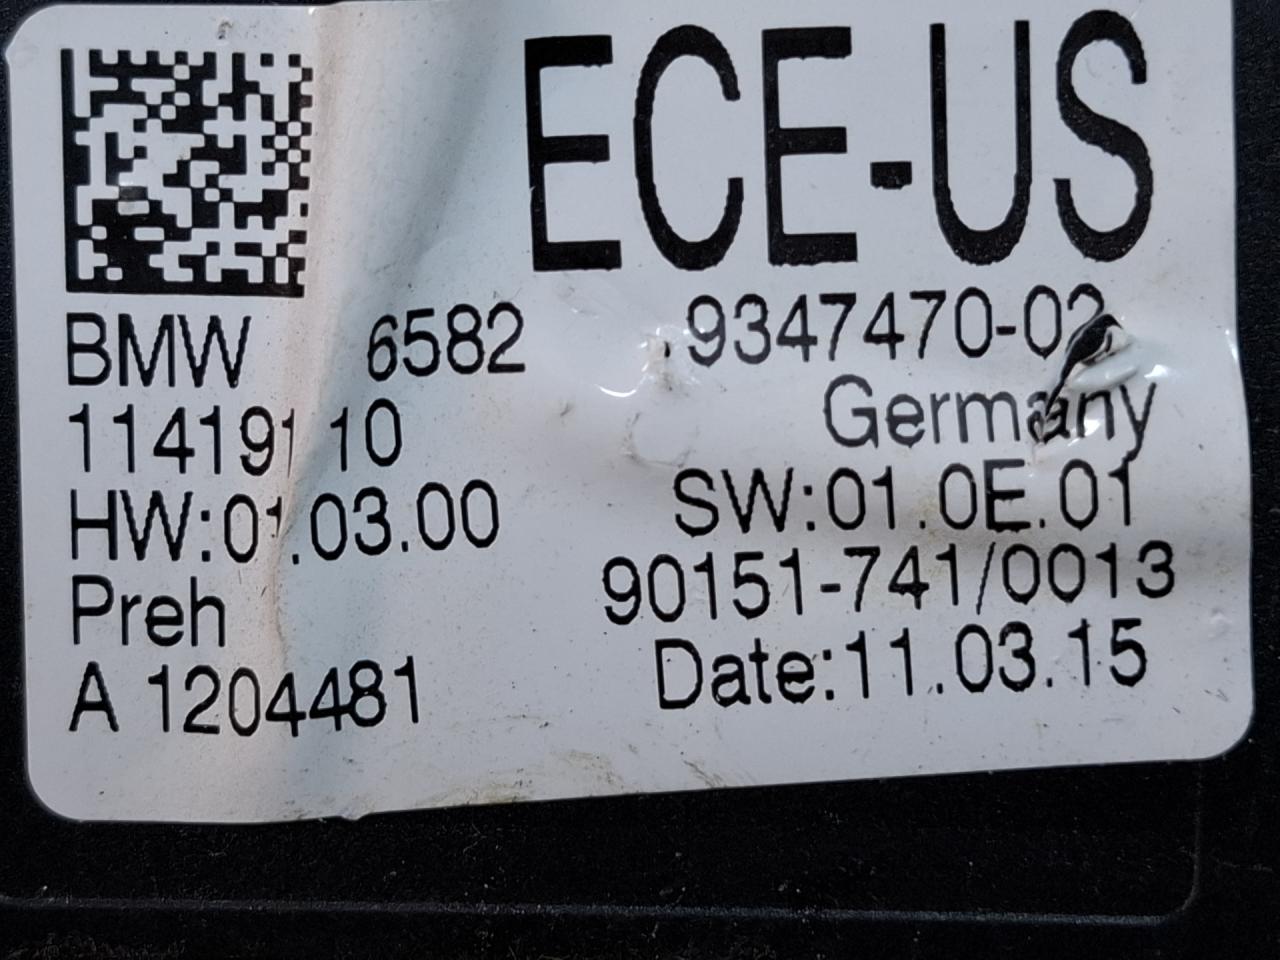 ECE-US
BMW 6582 9347470-02
Germany
HW:01.03.00 SW:01.0E.01
Preh 90151-741/0013
A 1204481 Date:11.03.15